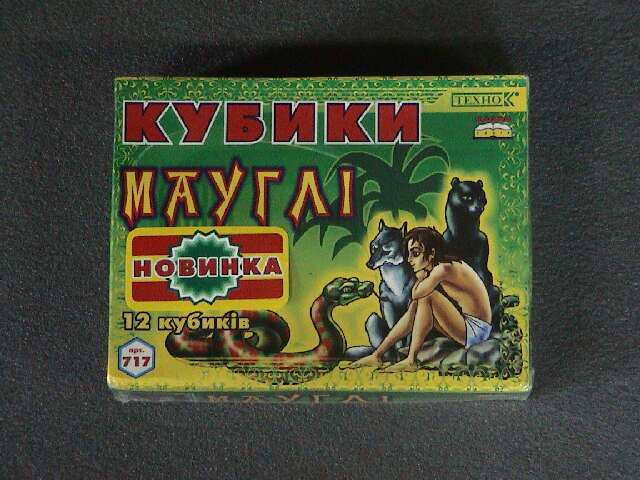 КУБИКИ
ТЕХНОК
МАУГЛІ
НОВИНКА
12 кубиків
арт.
717
МАУГЛІ